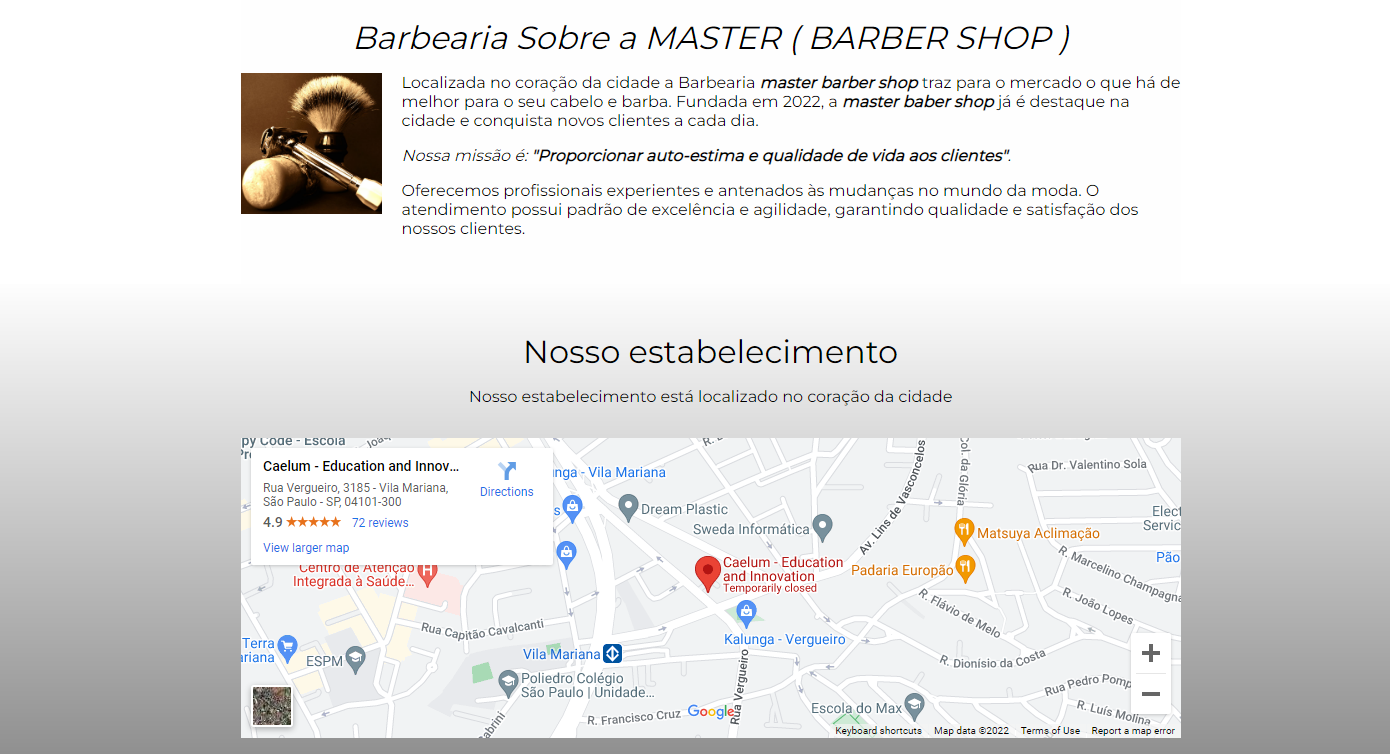 Barbearia Sobre a MASTER ( BARBER SHOP )
Localizada no coração da cidade a Barbearia master barber shop traz para o mercado o que há de
melhor para o seu cabelo e barba. Fundada em 2022, a master baber shop já é destaque na
cidade e conquista novos clientes a cada dia.
Nossa missão é: "Proporcionar auto-estima e qualidade de vida aos clientes".
Oferecemos profissionais experientes e antenados às mudanças no mundo da moda. O
atendimento possui padrão de excelência e agilidade, garantindo qualidade e satisfação dos
nossos clientes.
Nosso estabelecimento
Nosso estabelecimento está localizado no coração da cidade
py Code - Escola
Caelum - Education and Innov...
Directions
Rua Vergueiro, 3185 - Vila Mariana,
São Paulo - SP, 04101-300
4.9
72 reviews
View larger map
unga - Vila Mariana
Dream Plastic
Sweda Informática
Av. Lins de Vasconcelos
Col. da Glória
Rua Dr. Valentino Sola
Elect
Servic
Matsuya Aclimação
Pão
Padaria Europão
R. Marcelino Champagna
R. João Lopes
R. Flávio de Melo
Caelum - Education
and Innovation
Temporarily closed
Centro de Atenção
Integrada à Saúde...
Kalunga - Vergueiro
Rua Capitão Cavalcanti
Vila Mariana
Terra
ariana
ESPM
Poliedro Colégio
São Paulo | Unidade...
Rua Vergueiro
R. Dionísio da Costa
Rua Pedro Pomp
R. Luís Molina
Escola do Max
R. Francisco Cruz
Google
Keyboard shortcuts
Map data ©2022
Terms of Use
Report a map error